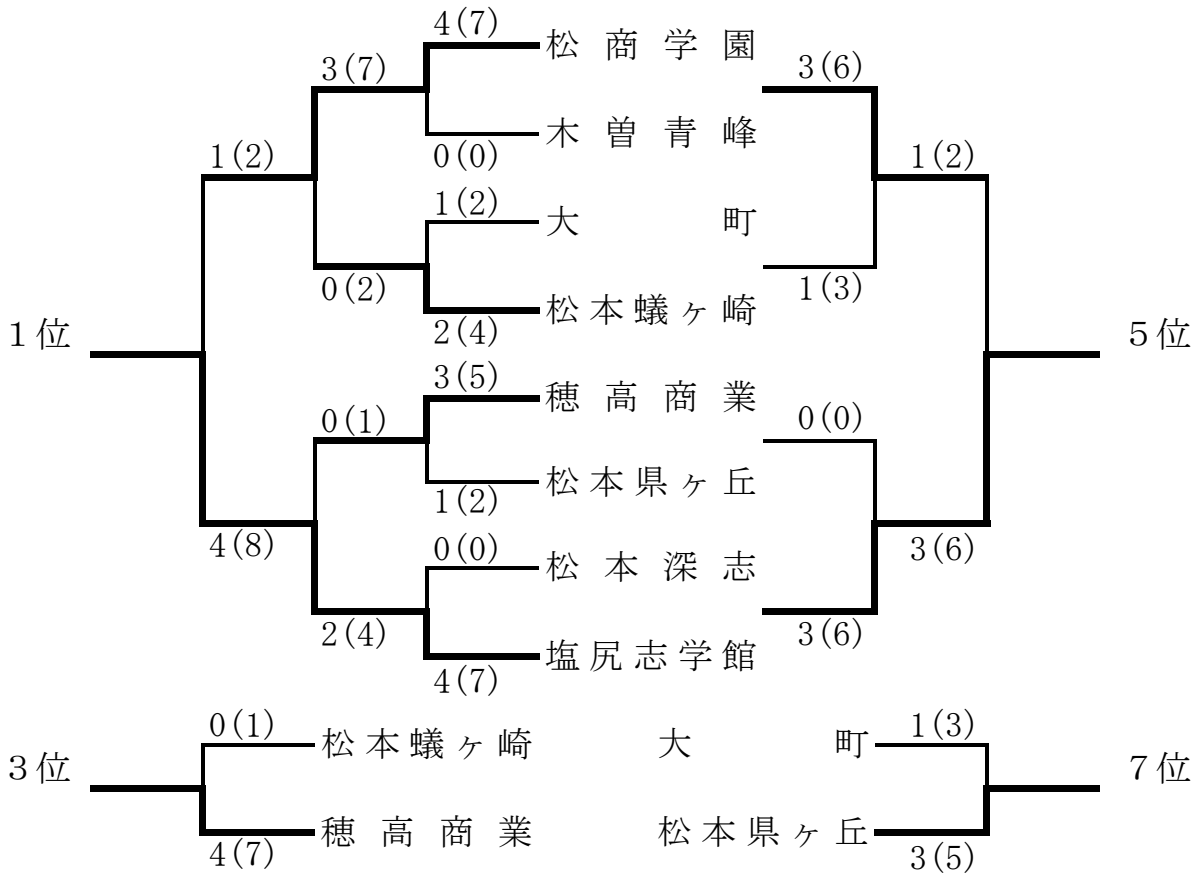 4(7)
松商学園
3(7)
3(6)
木曽青峰
0(0)
1(2)
1(2)
1(2)
大町
0(2)
1(3)
松本蟻ヶ崎
2(4)
1位
5位
3(5)
穂高商業
0(1)
0(0)
松本県ヶ丘
1(2)
4(8)
0(0)
3(6)
松本深志
2(4)
3(6)
塩尻志学館
4(7)
0(1)
松本蟻ヶ崎
大町
1(3)
3位
7位
穂高商業
松本県ヶ丘
4(7)
3(5)